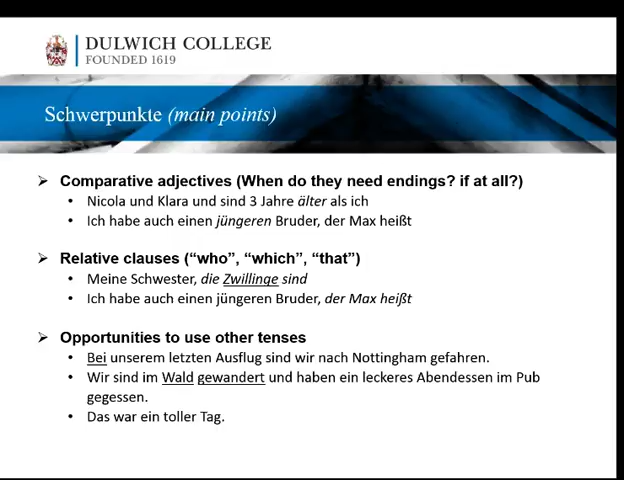 DULWICH COLLEGE
FOUNDED 1619
Schwerpunkte (main points)
➢ Comparative adjectives (When do they need endings? if at all?)
• Nicola und Klara und sind 3 Jahre älter als ich
• Ich habe auch einen jüngeren Bruder, der Max heißt
➢ Relative clauses (“who”, “which”, “that”)
• Meine Schwester, die Zwillinge sind
• Ich habe auch einen jüngeren Bruder, der Max heißt
➢ Opportunities to use other tenses
• Bei unserem letzten Ausflug sind wir nach Nottingham gefahren.
• Wir sind im Wald gewandert und haben ein leckeres Abendessen im Pub
gegessen.
• Das war ein toller Tag.